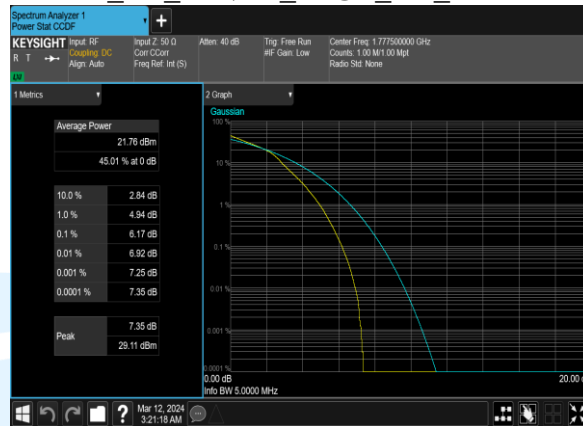 Spectrum Analyzer 1
Power Stat CCDF
+
KEYSIGHT
R T
Input: RF
Coupling: DC
Align: Auto
Input Z: 50 Ω
Corr CCorr
Freq Ref: Int (S)
Atten: 40 dB
Trig: Free Run
#IF Gain: Low
Center Freq: 1.777500000 GHz
Counts: 1.00 M/1.00 Mpt
Radio Std: None
1 Metrics
Average Power
21.76 dBm
45.01 % at 0 dB
10.0 % 2.84 dB
1.0 % 4.94 dB
0.1 % 6.17 dB
0.01 % 6.92 dB
0.001 % 7.25 dB
0.0001 % 7.35 dB
Peak
7.35 dB
29.11 dBm
2 Graph
Gaussian
100 %
10 %
1 %
0.1 %
0.01 %
0.001 %
0.0001 %
0.00 dB
20.00
Info BW 5.0000 MHz
?
Mar 12, 2024
3:21:18 AM